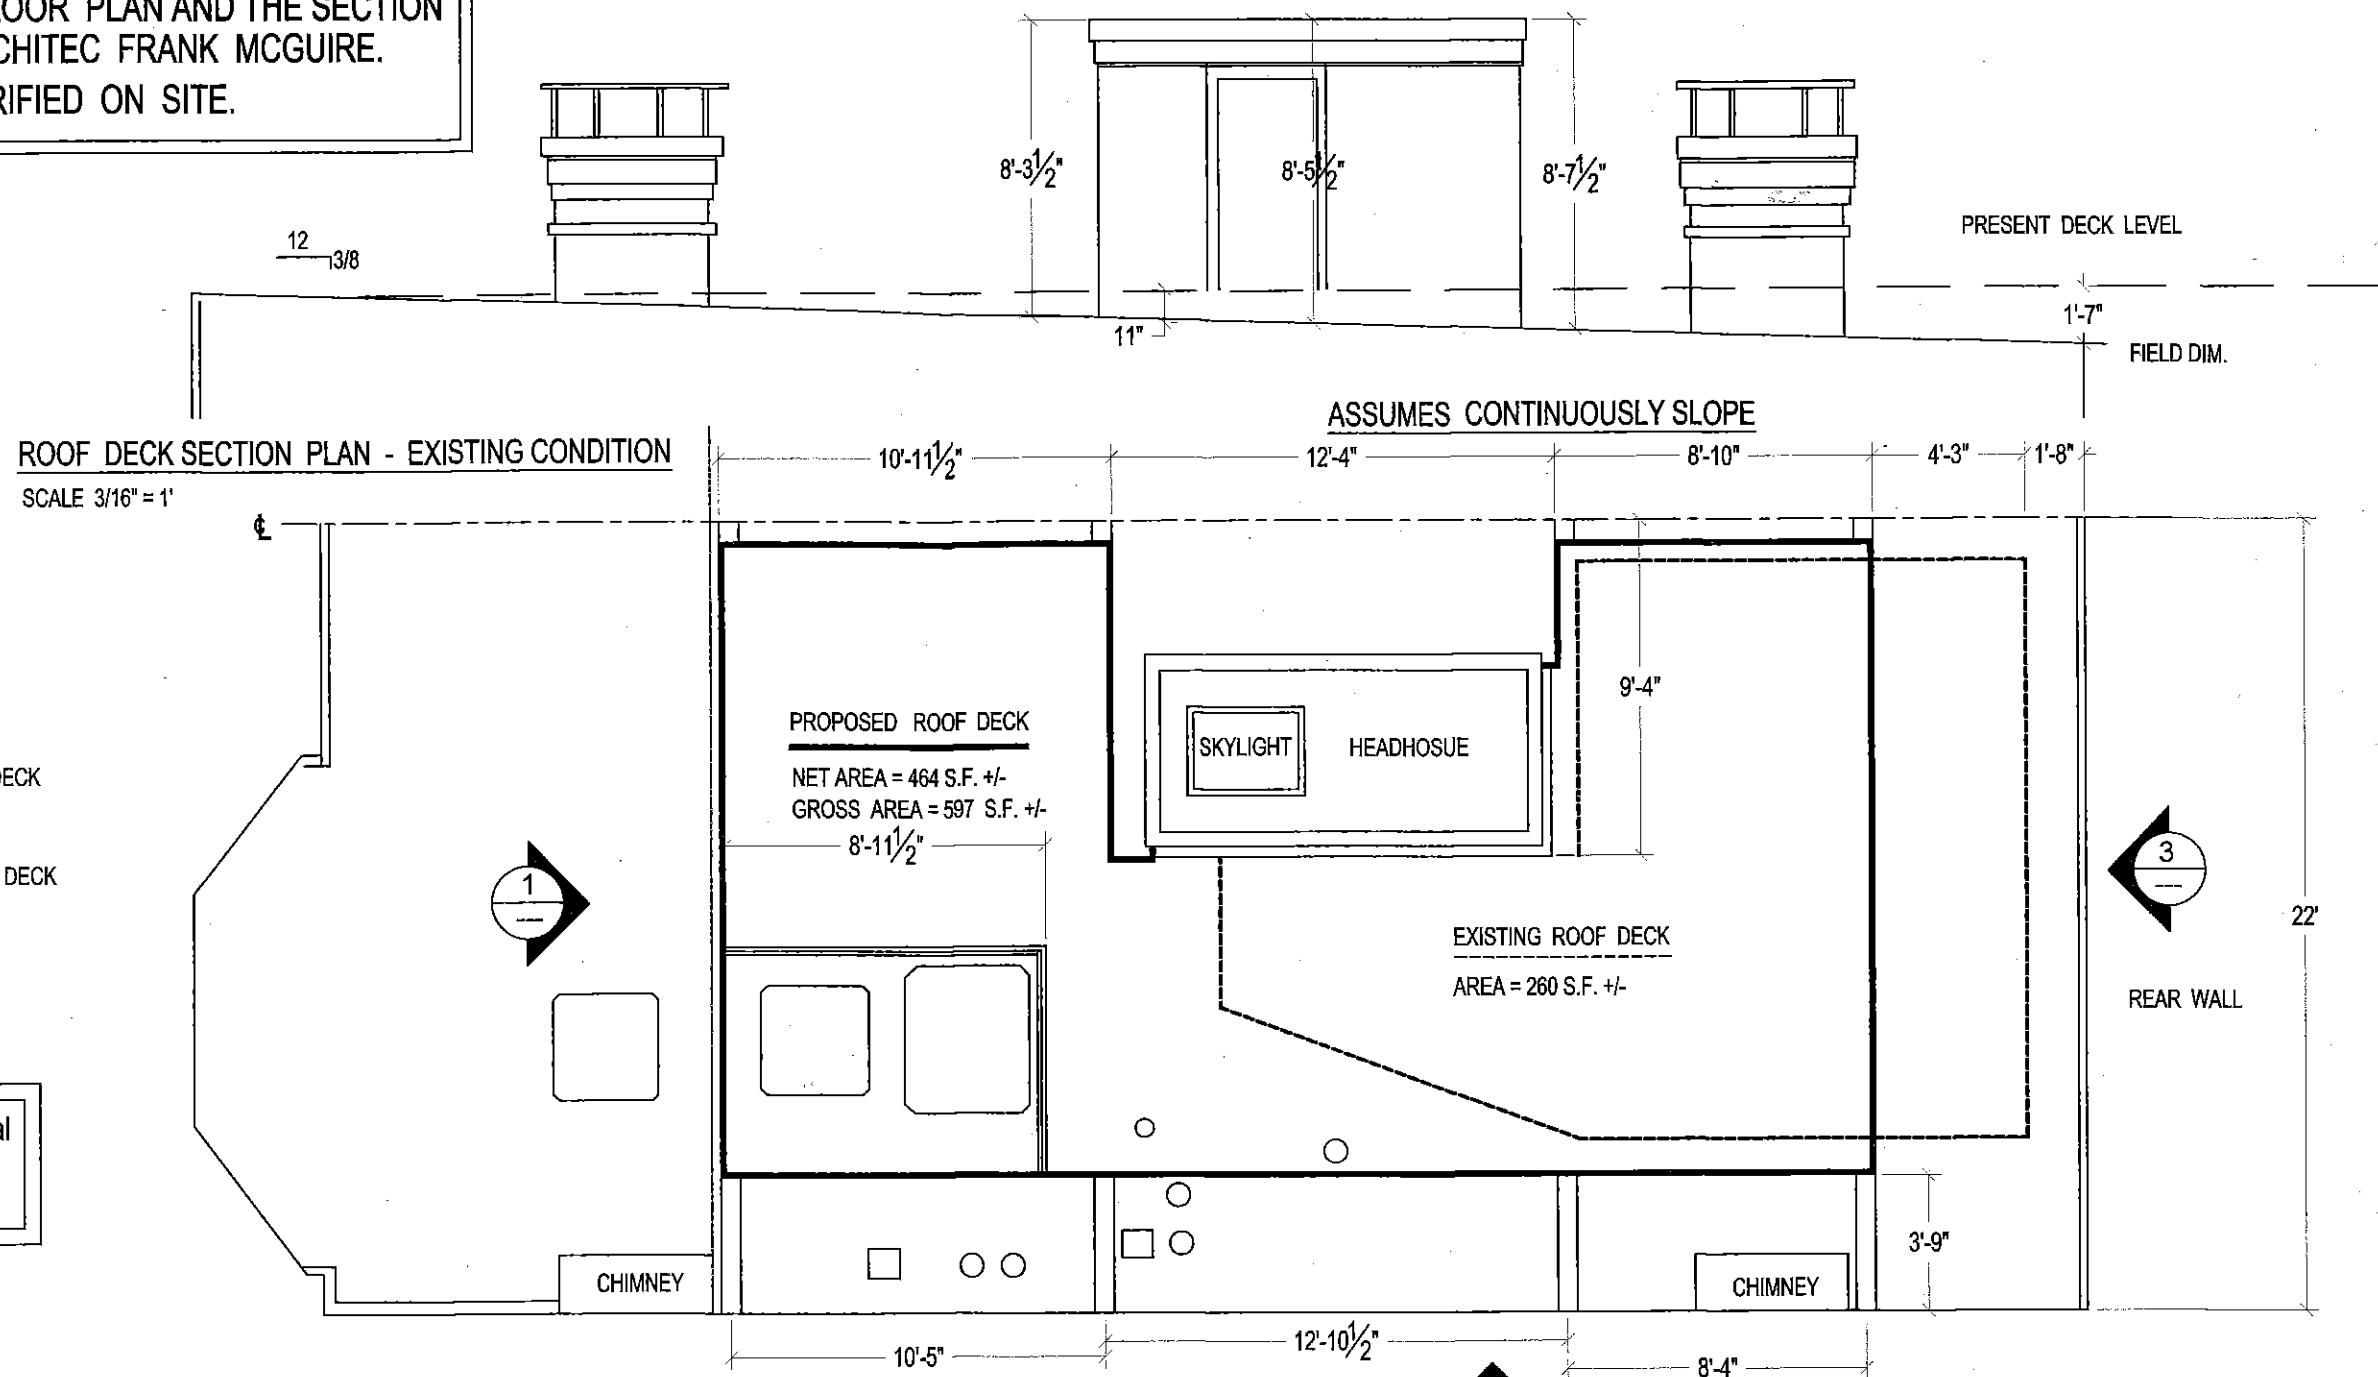 OOR PLAN AND THE SECTION
CHITEC FRANK MCGUIRE.
RIFIED ON SITE.
12
3/8
8'-3½"
8'-5½"
8'-7½"
PRESENT DECK LEVEL
11"
1'-7"
FIELD DIM.
ASSUMES CONTINUOUSLY SLOPE
ROOF DECK SECTION PLAN - EXISTING CONDITION
SCALE 3/16" = 1'
10'-11½"
12'-4"
8'-10"
4'-3"
1'-8"
℄
9'-4"
PROPOSED ROOF DECK
NET AREA = 464 S.F. +/-
GROSS AREA = 597 S.F. +/-
8'-11½"
SKYLIGHT
HEADHOSUE
ECK
DECK
1
3
22'
EXISTING ROOF DECK
AREA = 260 S.F. +/-
REAR WALL
al
3'-9"
CHIMNEY
CHIMNEY
10'-5"
12'-10½"
8'-4"